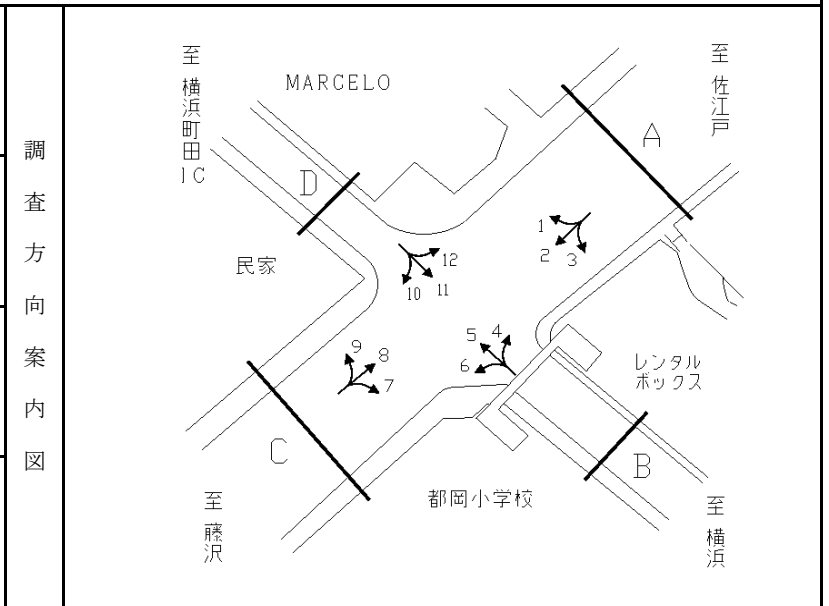 調査方向案内図
至 横浜町田IC
MARCELO
至 佐江戸
A
D
1
2
3
民家
12
11
10
5
4
6
9
8
7
レンタル
ボックス
C
B
都岡小学校
至 藤沢
至 横浜